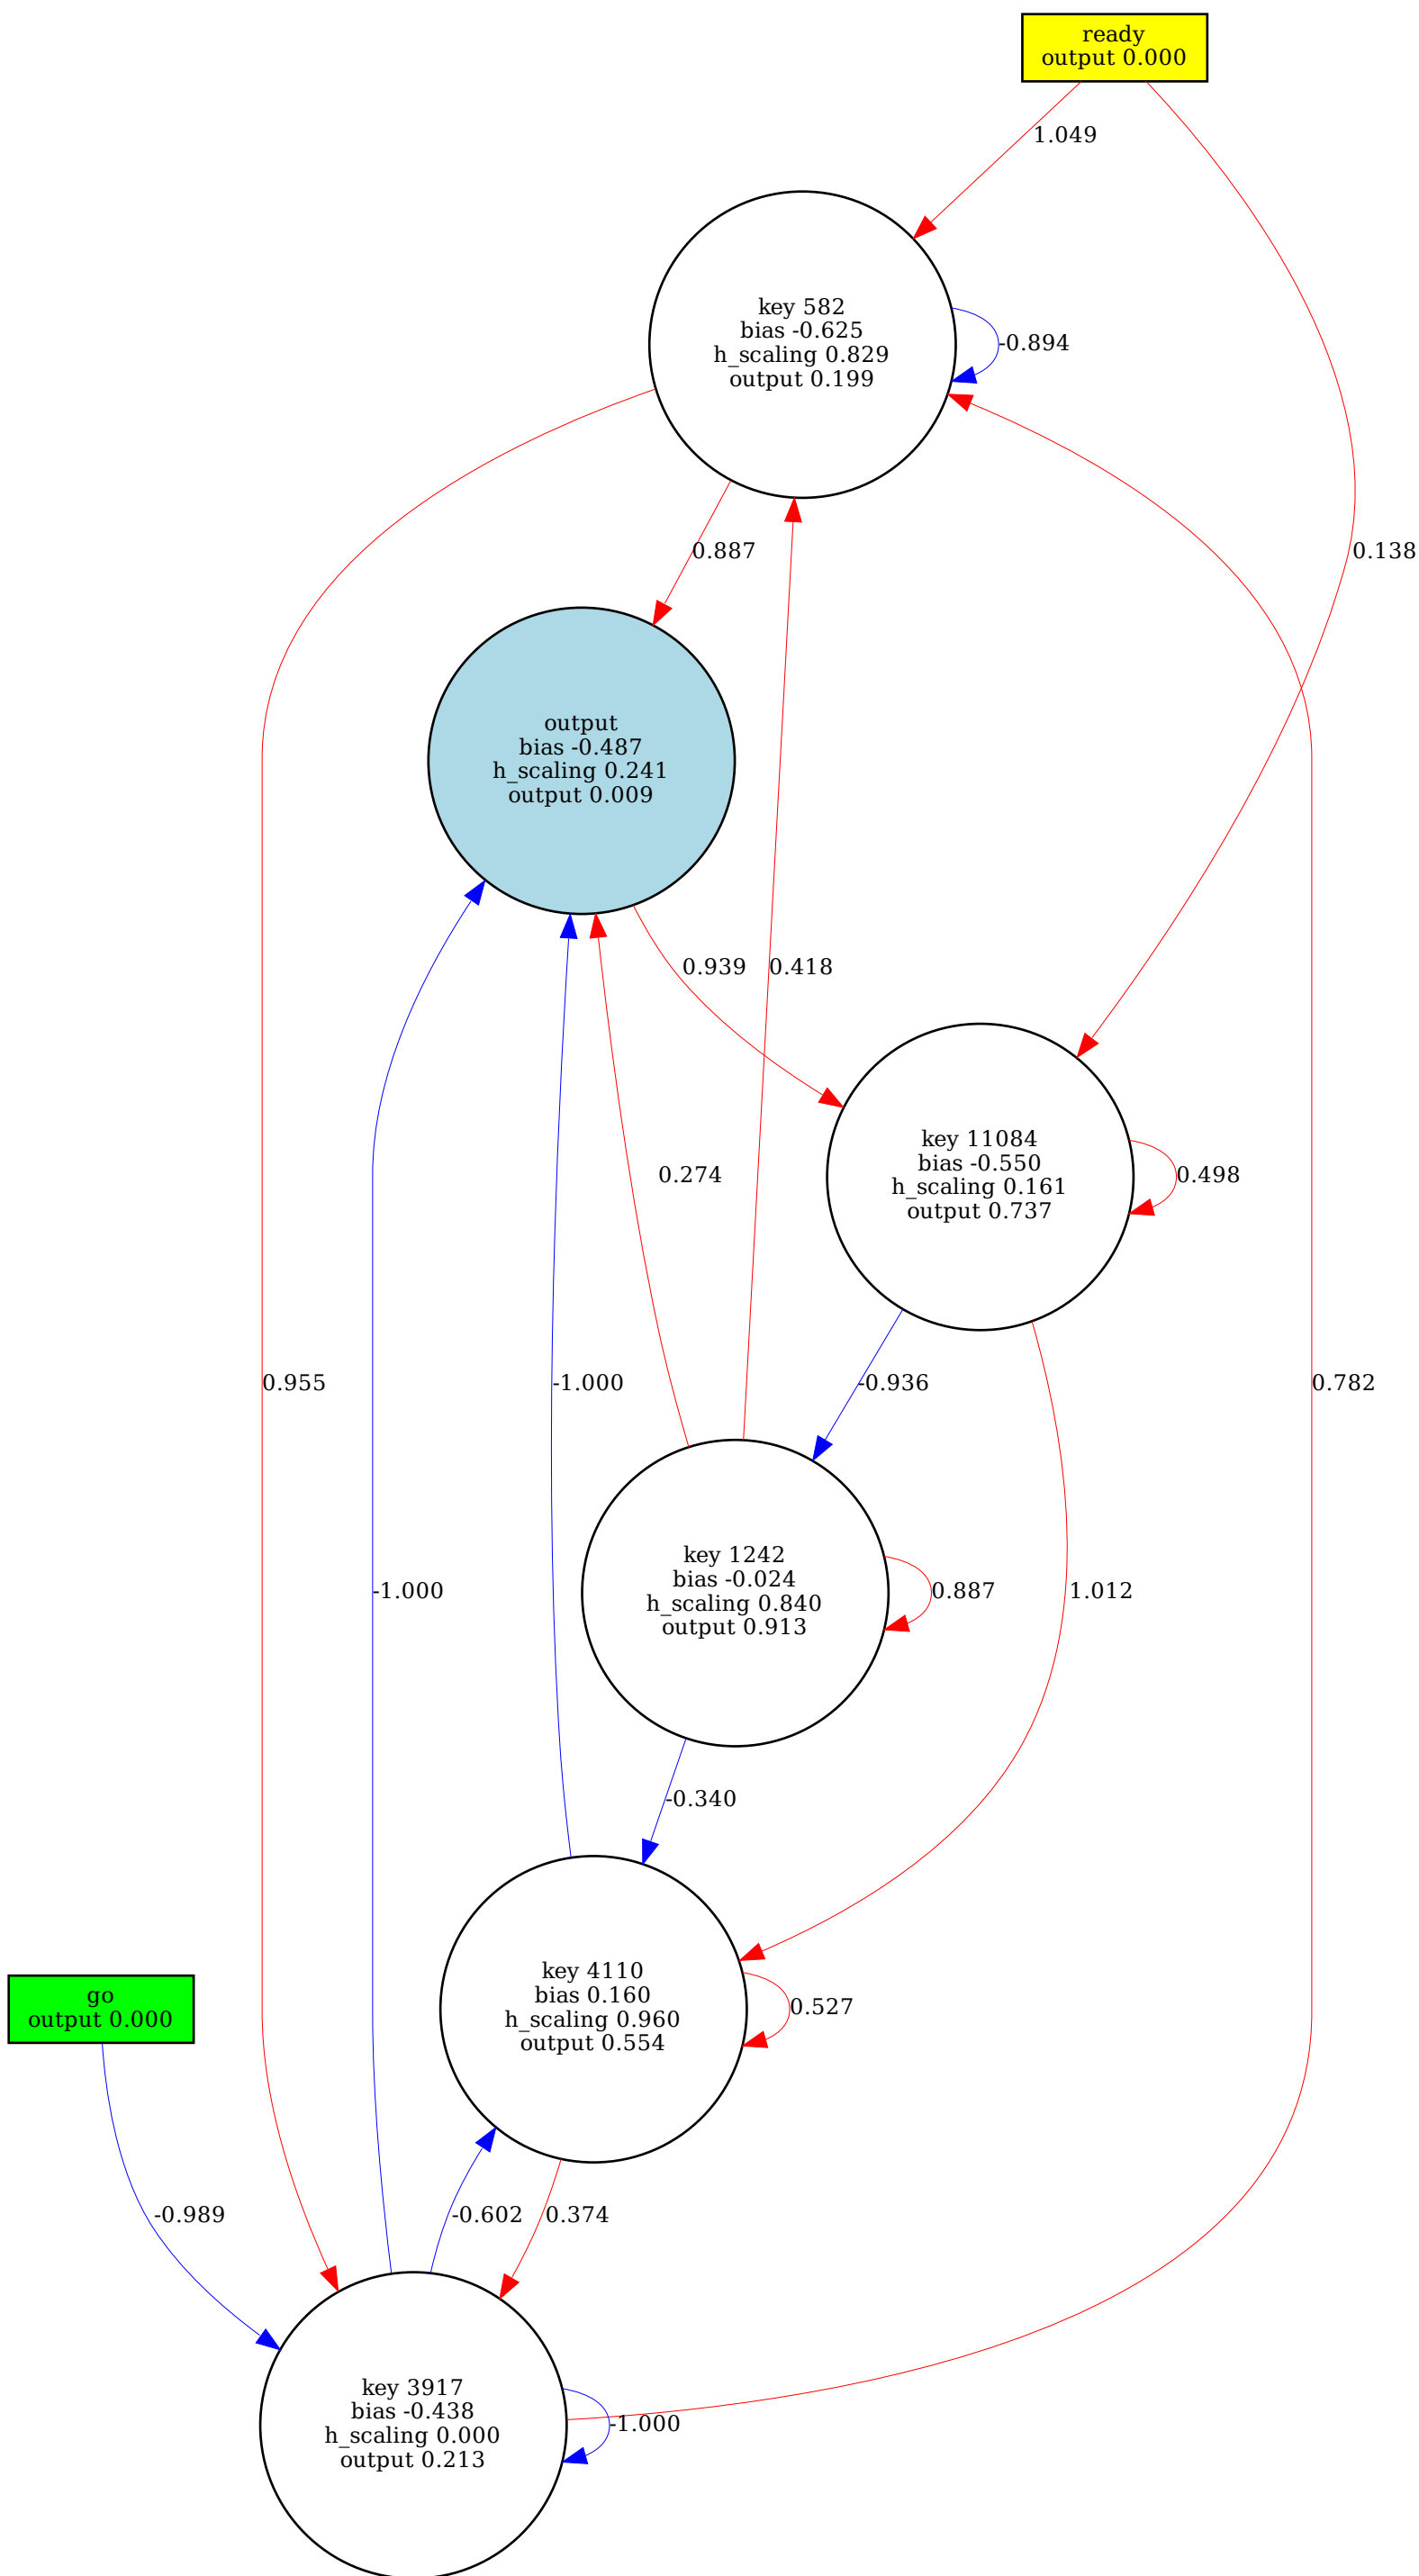 ready
output 0.000
1.049
key 582
bias -0.625
h_scaling 0.829
output 0.199
-0.894
0.887
0.138
output
bias -0.487
h_scaling 0.241
output 0.009
0.939
0.418
key 11084
bias -0.550
h_scaling 0.161
output 0.737
0.498
0.274
0.955
-1.000
-0.936
0.782
key 1242
bias -0.024
h_scaling 0.840
output 0.913
0.887
-1.000
1.012
-0.340
key 4110
bias 0.160
h_scaling 0.960
output 0.554
0.527
go
output 0.000
-0.989
-0.602
0.374
key 3917
bias -0.438
h_scaling 0.000
output 0.213
-1.000